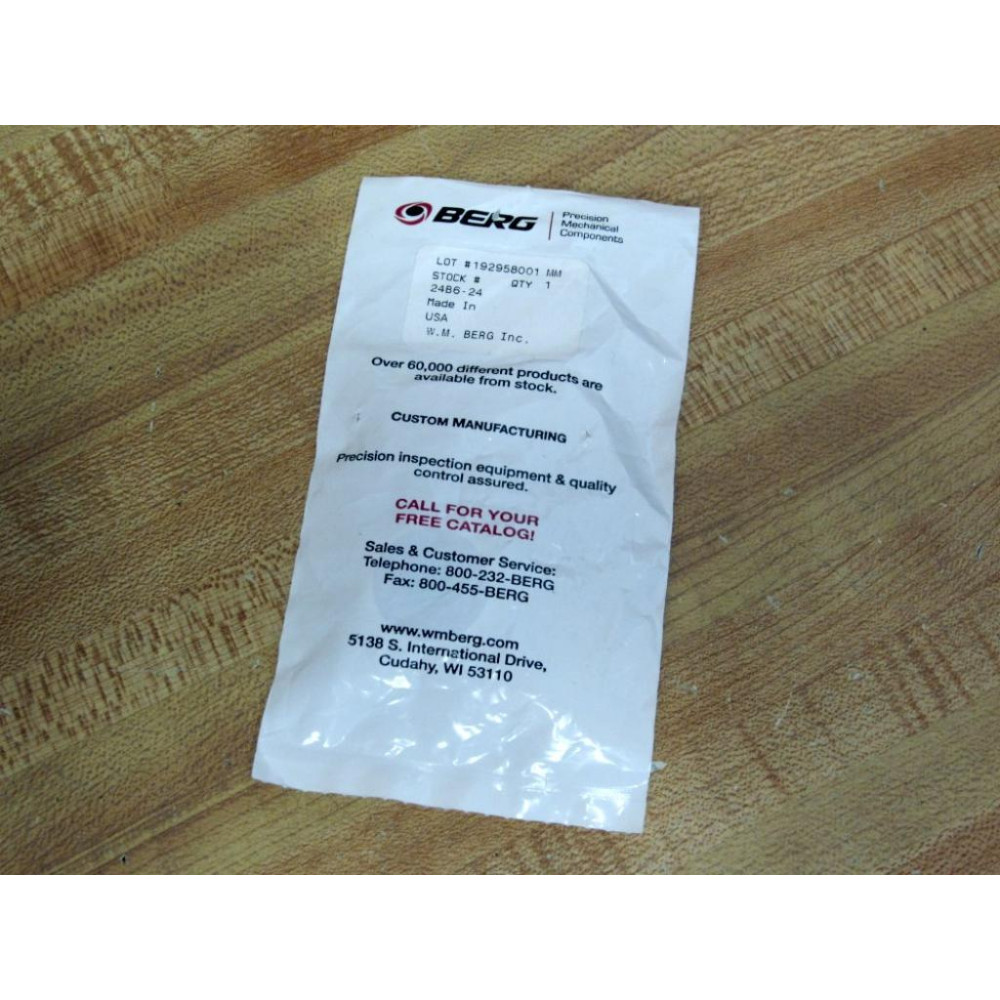 BERG
Precision
Mechanical
Components
LOT #192958001 MM
STOCK # QTY 1
24B6-24
Made In
USA
W.M. BERG Inc.
Over 60,000 different products are
available from stock.
CUSTOM MANUFACTURING
Precision inspection equipment & quality
control assured.
CALL FOR YOUR
FREE CATALOG!
Sales & Customer Service:
Telephone: 800-232-BERG
Fax: 800-455-BERG
www.wmberg.com
5138 S. International Drive,
Cudahy, WI 53110